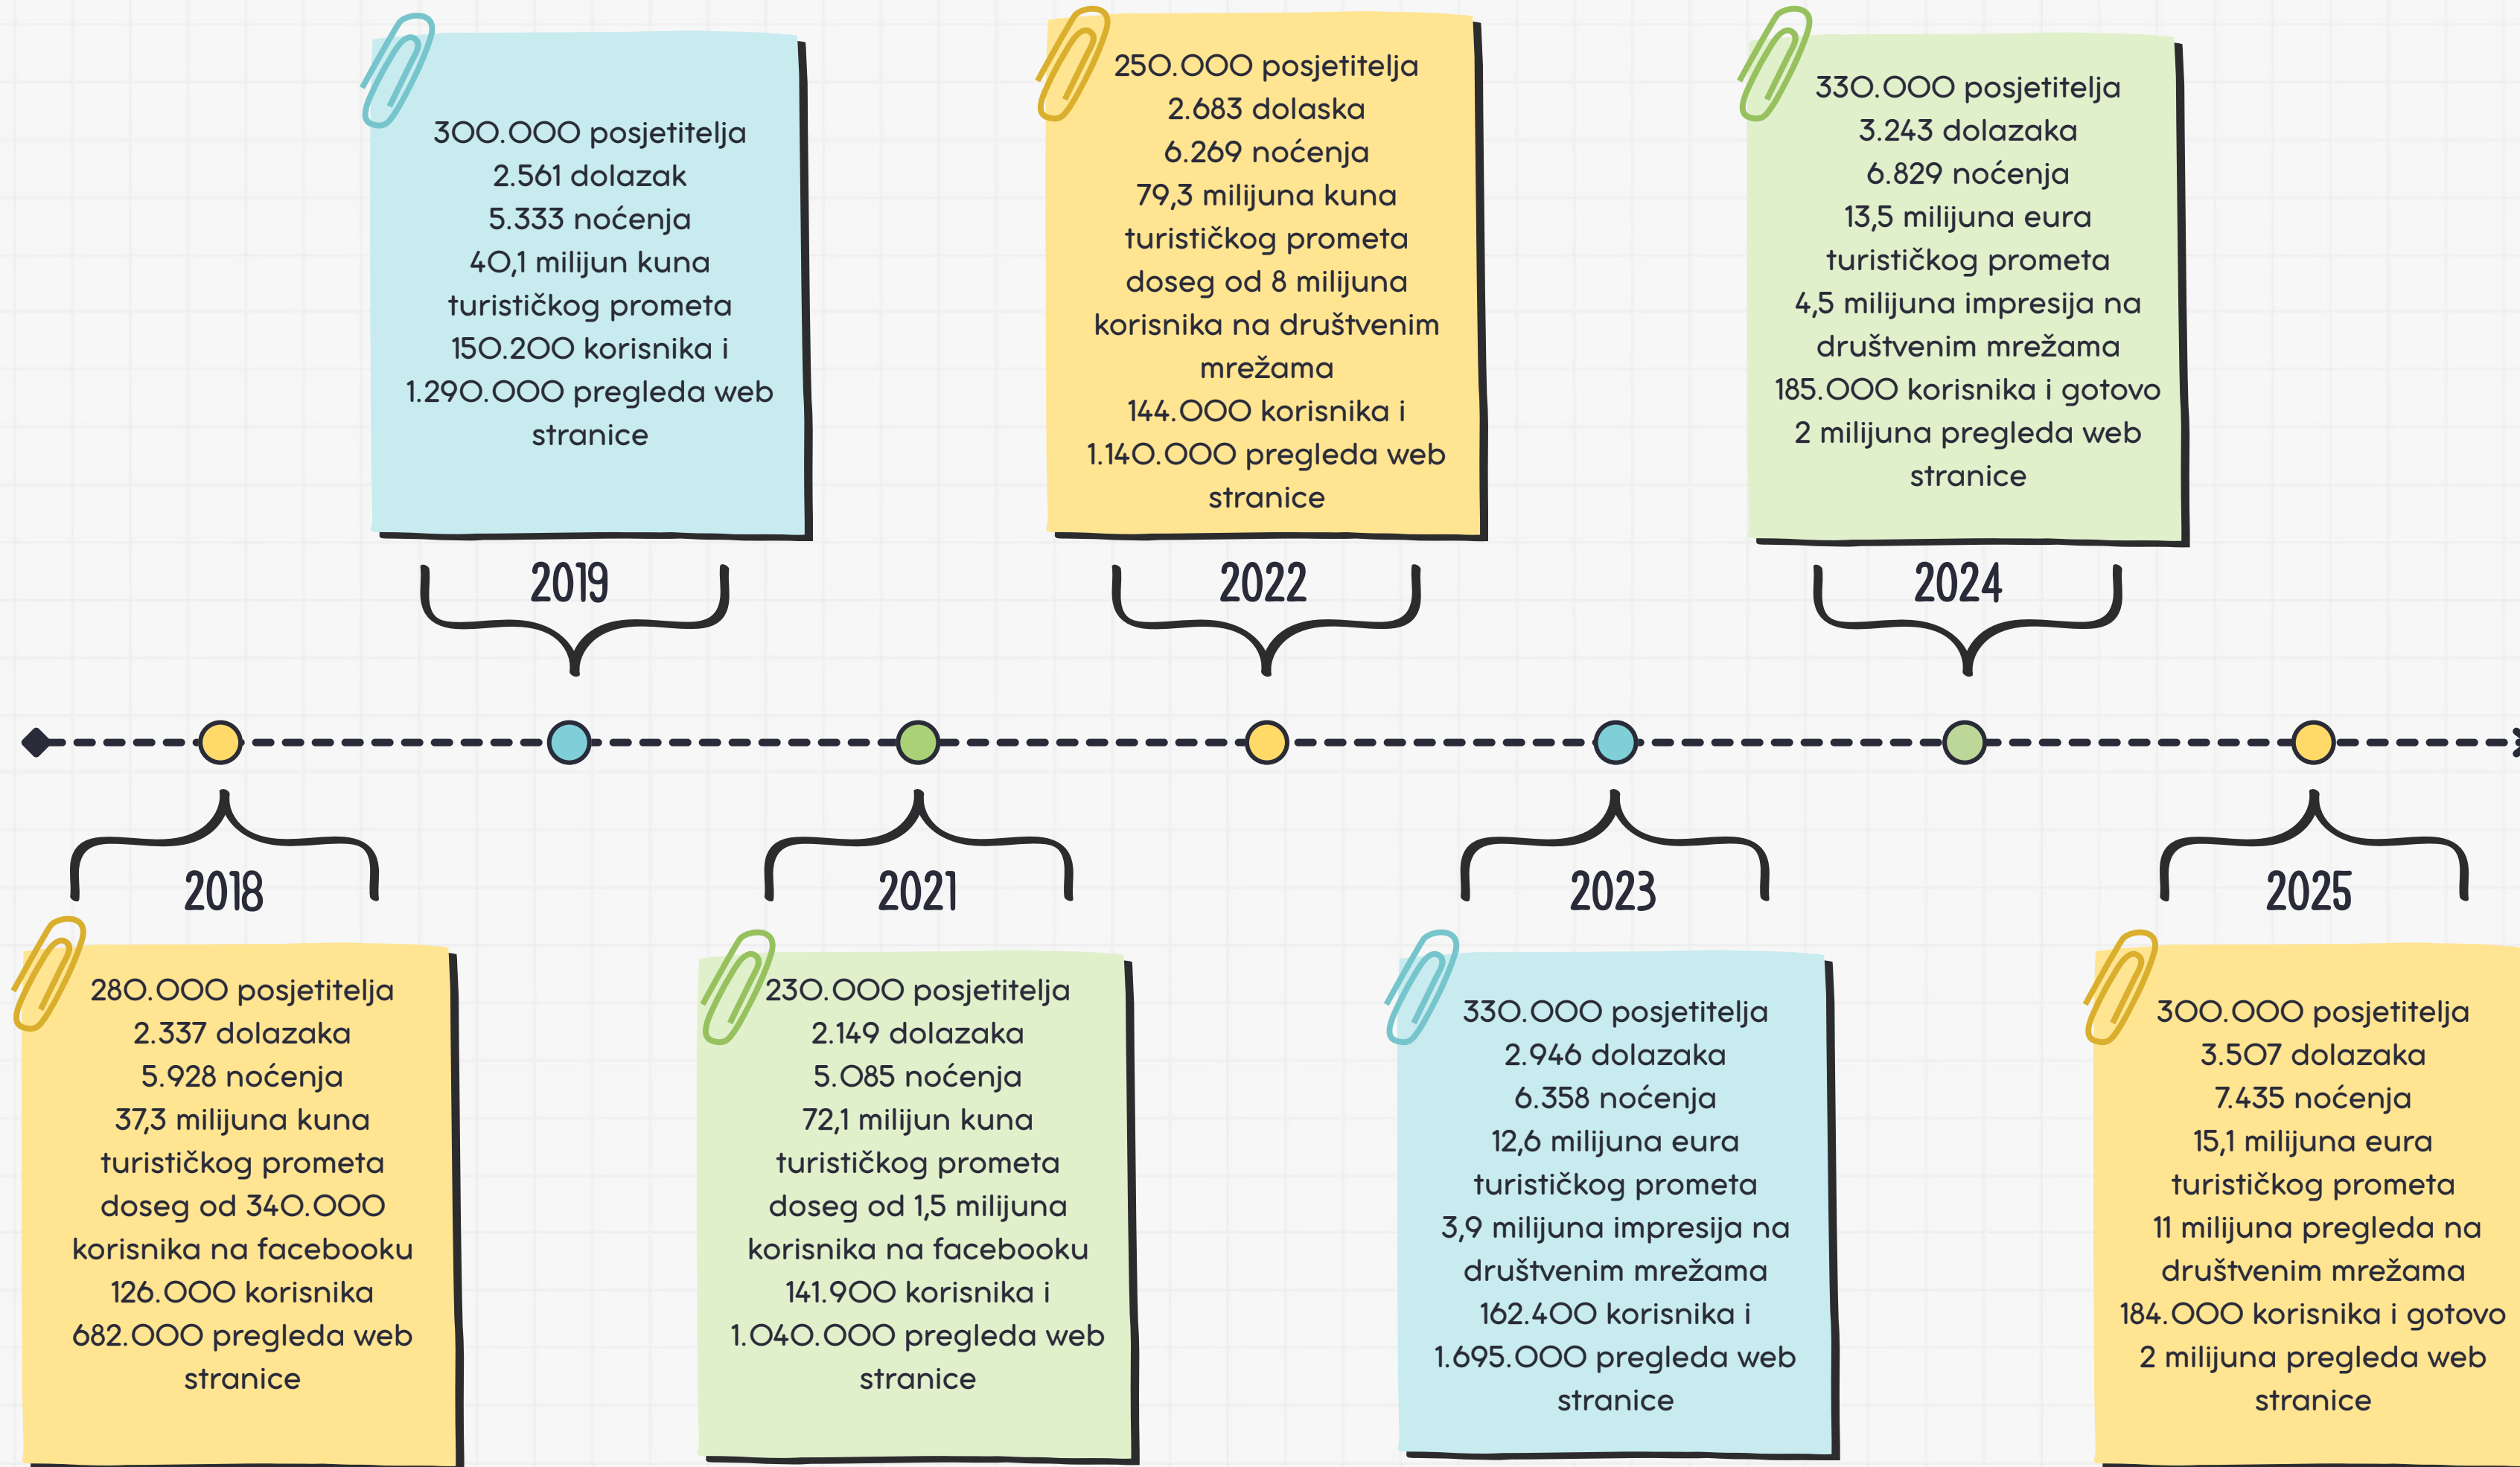 300.000 posjetitelja
2.561 dolazak
5.333 noćenja
40,1 milijun kuna
turističkog prometa
150.200 korisnika i
1.290.000 pregleda web
stranice
2019
250.000 posjetitelja
2.683 dolaska
6.269 noćenja
79,3 milijuna kuna
turističkog prometa
doseg od 8 milijuna
korisnika na društvenim
mrežama
144.000 korisnika i
1.140.000 pregleda web
stranice
2022
330.000 posjetitelja
3.243 dolazaka
6.829 noćenja
13,5 milijuna eura
turističkog prometa
4,5 milijuna impresija na
društvenim mrežama
185.000 korisnika i gotovo
2 milijuna pregleda web
stranice
2024
2018
280.000 posjetitelja
2.337 dolazaka
5.928 noćenja
37,3 milijuna kuna
turističkog prometa
doseg od 340.000
korisnika na facebooku
126.000 korisnika
682.000 pregleda web
stranice
2021
230.000 posjetitelja
2.149 dolazaka
5.085 noćenja
72,1 milijun kuna
turističkog prometa
doseg od 1,5 milijuna
korisnika na facebooku
141.900 korisnika i
1.040.000 pregleda web
stranice
2023
330.000 posjetitelja
2.946 dolazaka
6.358 noćenja
12,6 milijuna eura
turističkog prometa
3,9 milijuna impresija na
društvenim mrežama
162.400 korisnika i
1.695.000 pregleda web
stranice
2025
300.000 posjetitelja
3.507 dolazaka
7.435 noćenja
15,1 milijuna eura
turističkog prometa
11 milijuna pregleda na
društvenim mrežama
184.000 korisnika i gotovo
2 milijuna pregleda web
stranice